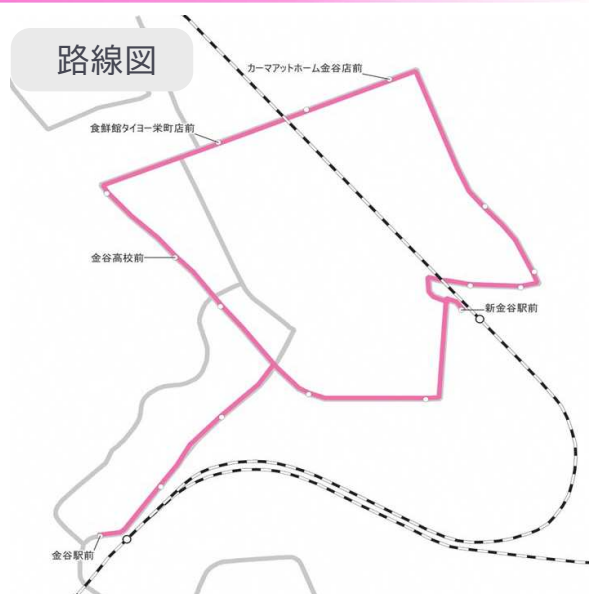 路線図
カーマアットホーム金谷店前
食鮮館タイヨー栄町店前
金谷高校前
新金谷駅前
金谷駅前